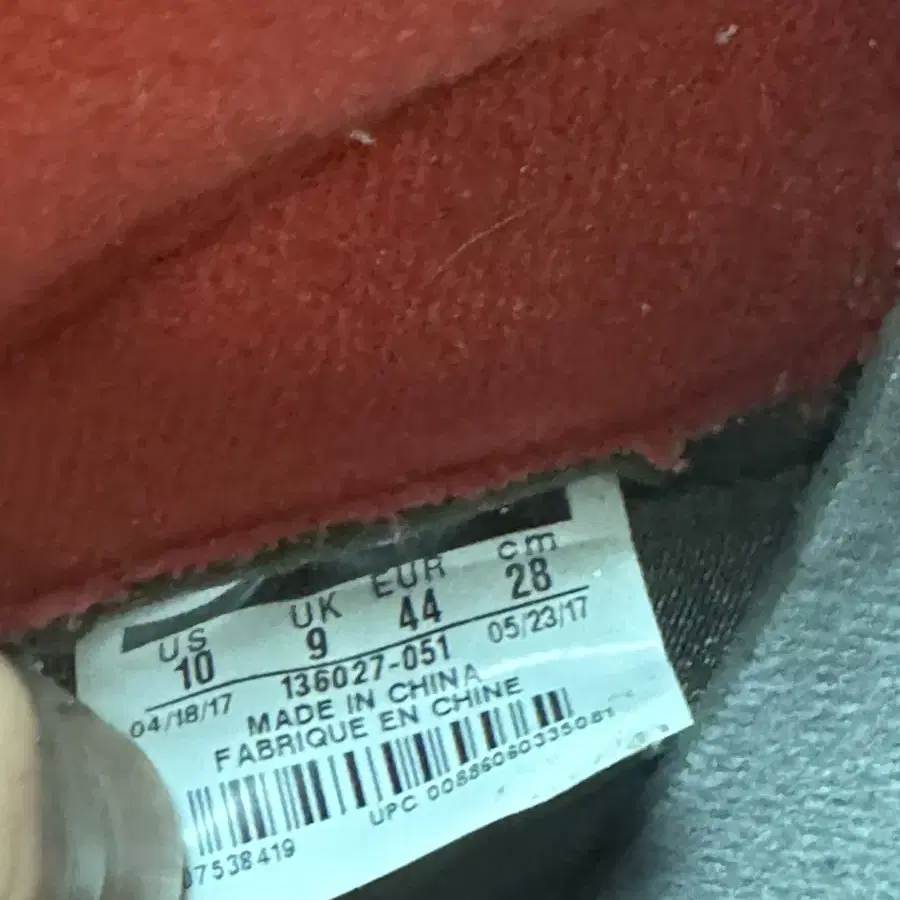 US UK EUR cm
10 9 44 28
04/18/17 136027-051 05/23/17
MADE IN CHINA
FABRIQUE EN CHINE
UPC 00886060335081
07538419